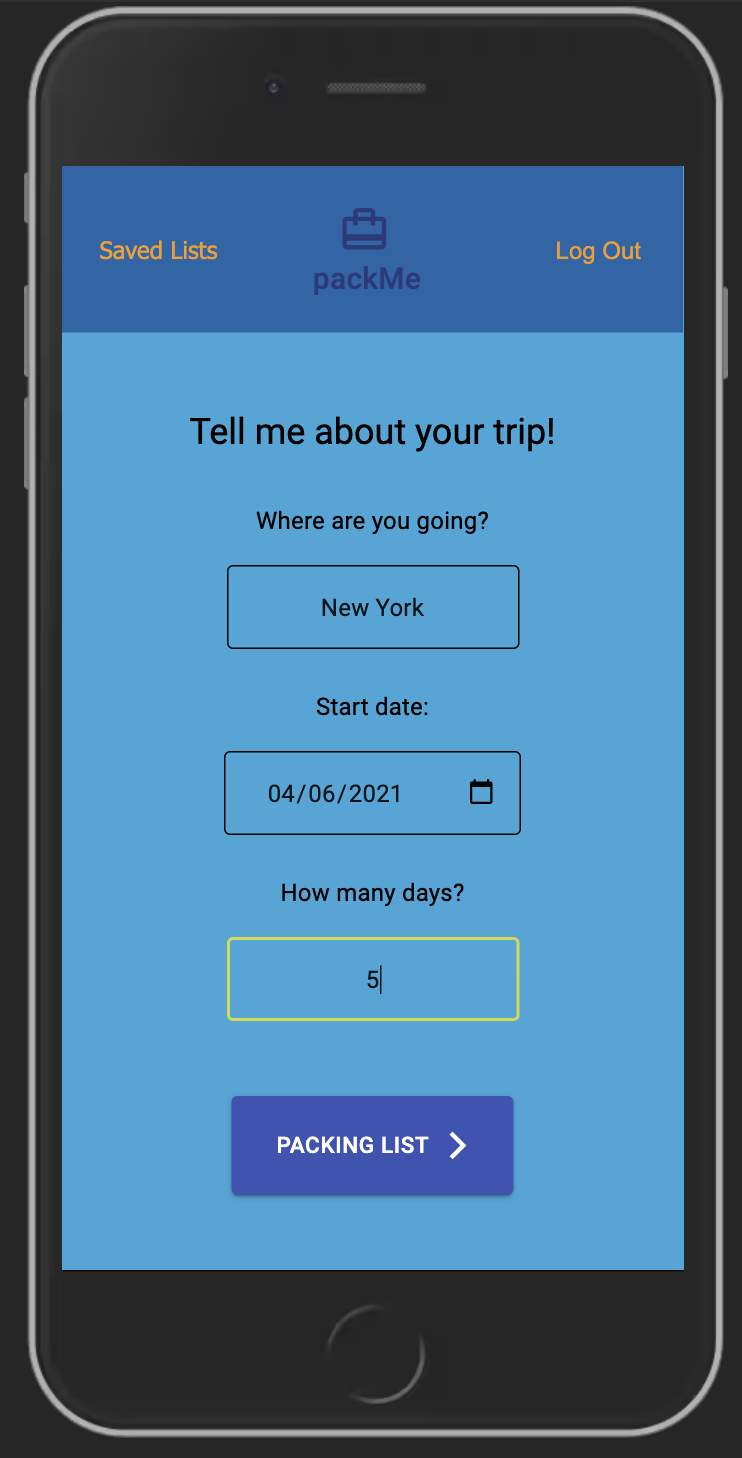 Saved Lists
packMe
Log Out
Tell me about your trip!
Where are you going?
New York
Start date:
04/06/2021
How many days?
5
PACKING LIST